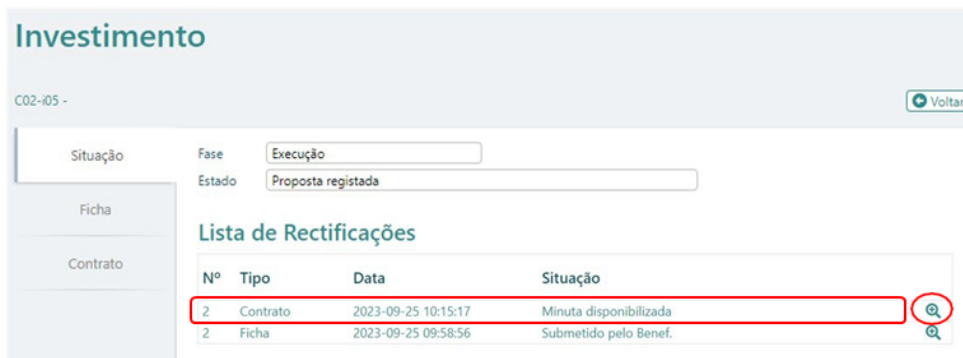 Investimento
C02-i05 -
Voltar
Situação
Fase Execução
Estado Proposta registada
Ficha
Lista de Rectificações
Contrato
Nº Tipo Data Situação
2 Contrato 2023-09-25 10:15:17 Minuta disponibilizada
2 Ficha 2023-09-25 09:58:56 Submetido pelo Benef.